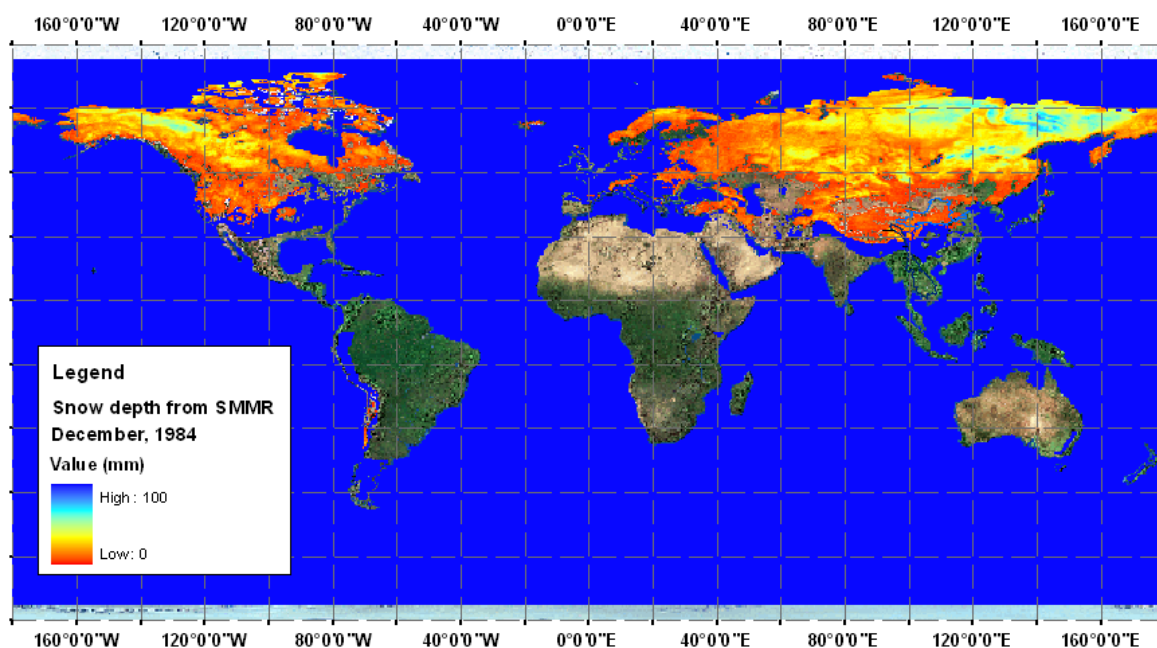 160°0'0"W 120°0'0"W 80°0'0"W 40°0'0"W 0°0'0"E 40°0'0"E 80°0'0"E 120°0'0"E 160°0'0"E
Legend
Snow depth from SMMR
December, 1984
Value (mm)
High : 100
Low: 0
160°0'0"W 120°0'0"W 80°0'0"W 40°0'0"W 0°0'0"E 40°0'0"E 80°0'0"E 120°0'0"E 160°0'0"E